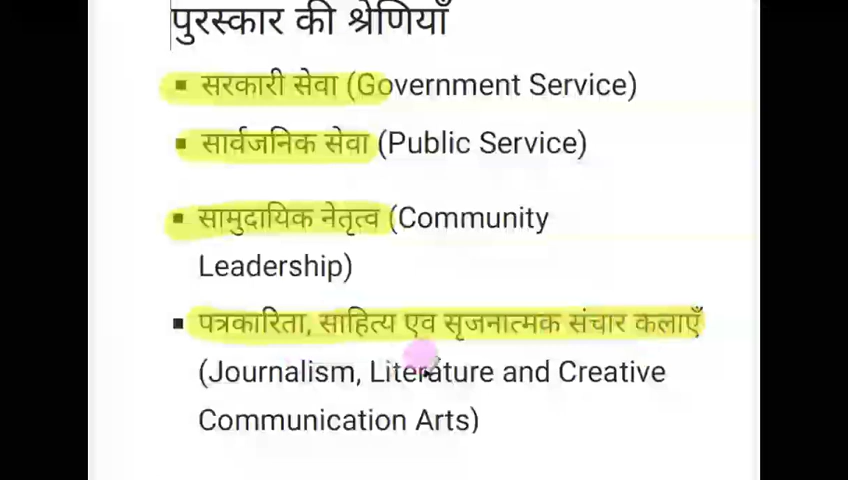 पुरस्कार की श्रेणियाँ
▪ सरकारी सेवा (Government Service)
▪ सार्वजनिक सेवा (Public Service)
▪ सामुदायिक नेतृत्व (Community
Leadership)
▪ पत्रकारिता, साहित्य एव सृजनात्मक संचार कलाएँ
(Journalism, Literature and Creative
Communication Arts)